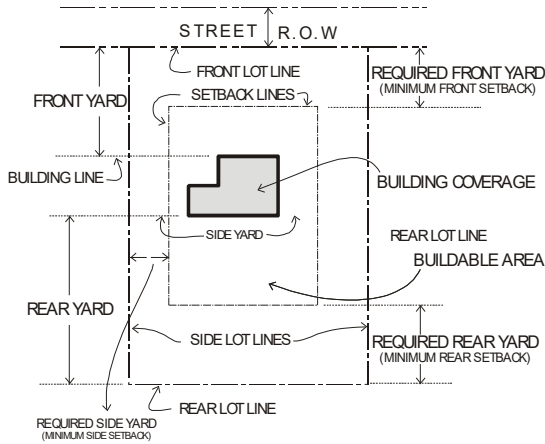 STREET R.O.W
FRONT LOT LINE
REQUIRED FRONT YARD
(MINIMUM FRONT SETBACK)
FRONT YARD
SETBACK LINES
BUILDING LINE
BUILDING COVERAGE
SIDE YARD
REAR LOT LINE
BUILDABLE AREA
REAR YARD
SIDE LOT LINES
REQUIRED REAR YARD
(MINIMUM REAR SETBACK)
REAR LOT LINE
REQUIRED SIDE YARD
(MINIMUM SIDE SETBACK)